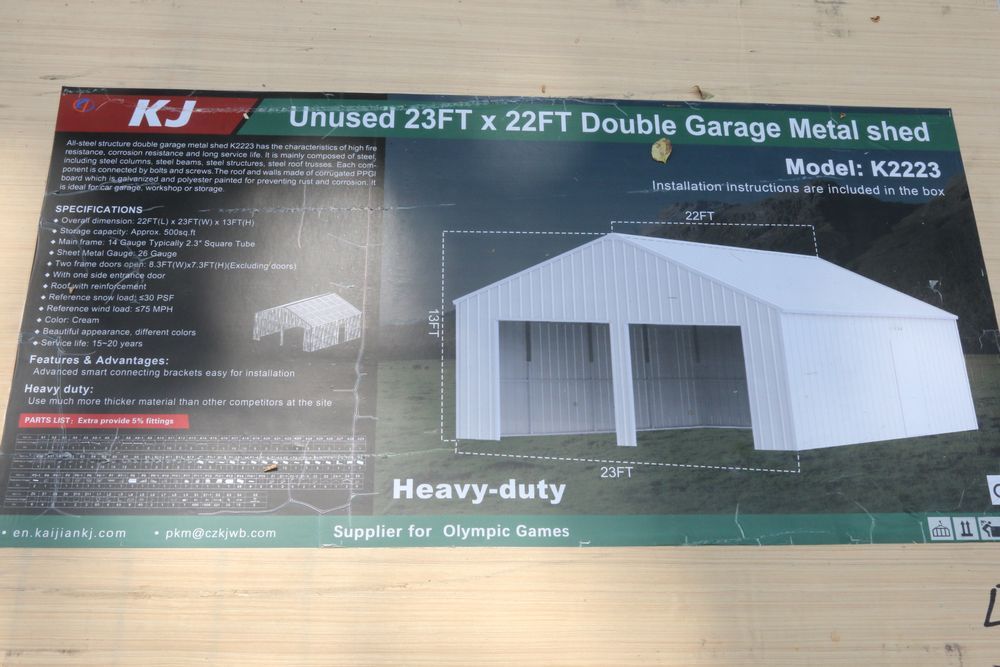 KJ
Unused 23FT x 22FT Double Garage Metal shed
Model: K2223
Installation instructions are included in the box
All-steel structure double garage metal shed K2223 has the characteristics of high fire
resistance, corrosion resistance and long service life. It is mainly composed of steel,
including steel columns, steel beams, steel structures, steel roof trusses. Each com-
ponent is connected by bolts and screws.The roof and walls made of corrugated PPGI
board which is galvanized and polyester painted for preventing rust and corrosion. It
is ideal for car garage, workshop or storage.
SPECIFICATIONS
◆ Overall dimension: 22FT(L) x 23FT(W) x 13FT(H)
◆ Storage capacity: Approx. 500sq.ft
◆ Main frame: 14 Gauge Typically 2.3" Square Tube
◆ Sheet Metal Gauge: 26 Gauge
◆ Two frame doors open: 8.3FT(W)x7.3FT(H)(Excluding doors)
◆ With one side entrance door
◆ Roof with reinforcement
◆ Reference snow load: ≤30 PSF
◆ Reference wind load: ≤75 MPH
◆ Color: Cream
◆ Beautiful appearance, different colors
◆ Service life: 15~20 years
Features & Advantages:
Advanced smart connecting brackets easy for installation
Heavy duty:
Use much more thicker material than other competitors at the site
PARTS LIST: Extra provide 5% fittings
22FT
13FT
23FT
Heavy-duty
• en.kaijiankj.com • pkm@czkjwb.com Supplier for Olympic Games